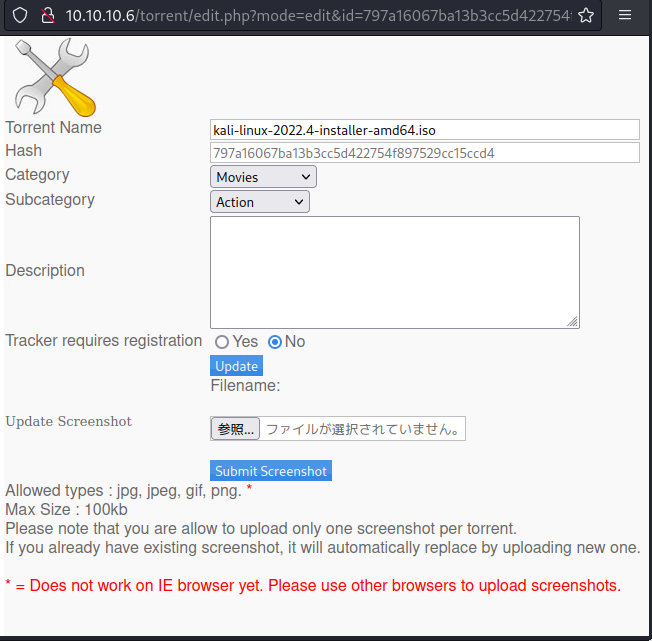 10.10.10.6/torrent/edit.php?mode=edit&id=797a16067ba13b3cc5d422754f
Torrent Name kali-linux-2022.4-installer-amd64.iso
Hash 797a16067ba13b3cc5d422754f897529cc15ccd4
Category Movies
Subcategory Action
Description
Tracker requires registration Yes No
Update
Filename:
Update Screenshot 参照... ファイルが選択されていません。
Submit Screenshot
Allowed types : jpg, jpeg, gif, png. *
Max Size : 100kb
Please note that you are allow to upload only one screenshot per torrent.
If you already have existing screenshot, it will automatically replace by uploading new one.
* = Does not work on IE browser yet. Please use other browsers to upload screenshots.